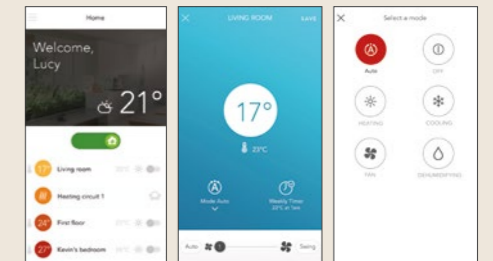 Home
Welcome,
Lucy
21°
17° Living room
Heating circuit 1
24° First floor
27° Kevin's bedroom
LIVING ROOM SAVE
17°
23°C
Mode Auto
Weekly Timer
Auto
Swing
Select a mode
Auto
OFF
HEATING
COOLING
FAN
DEHUMIDIFYING